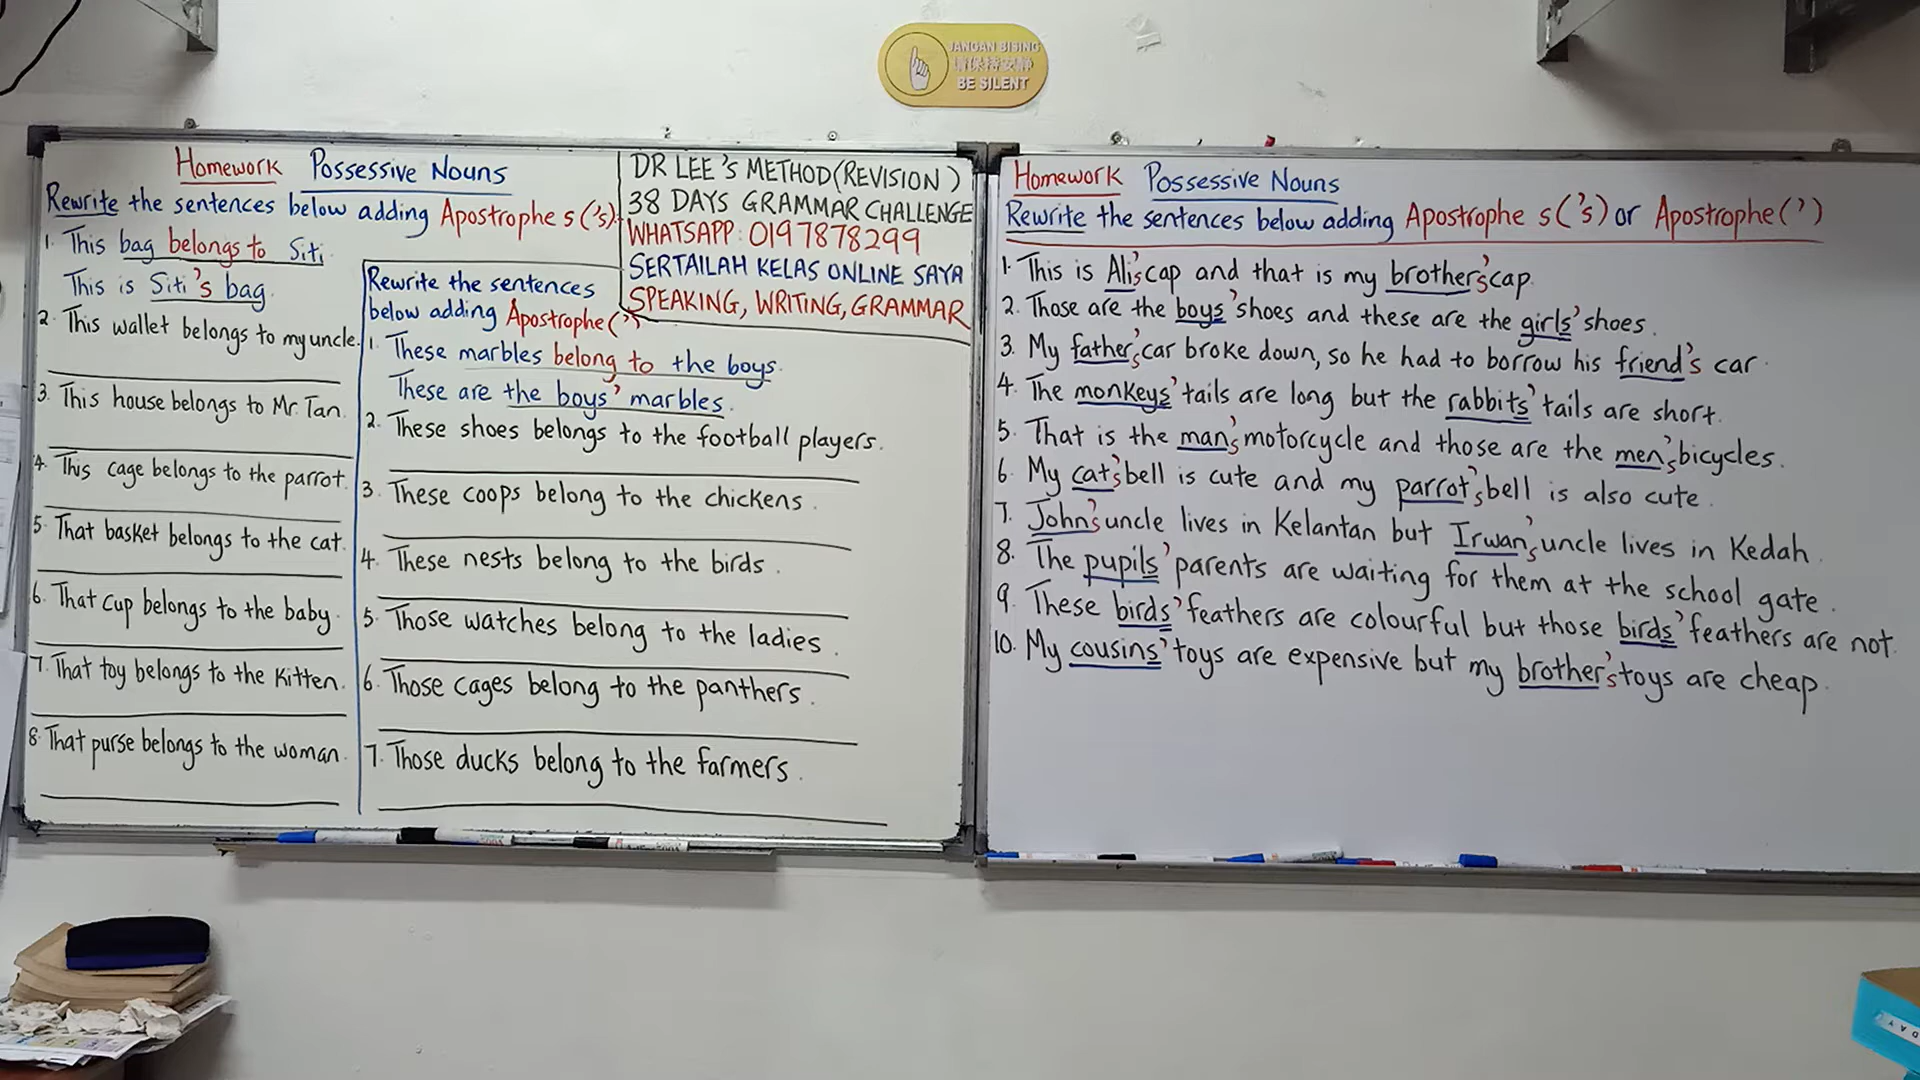 JANGAN BISING
请保持安静
BE SILENT
Homework Possessive Nouns
Rewrite the sentences below adding Apostrophe s ('s)
1. This bag belongs to Siti
This is Siti's bag.
2. This wallet belongs to my uncle.
3. This house belongs to Mr. Tan.
4. This cage belongs to the parrot.
5. That basket belongs to the cat.
6. That cup belongs to the baby.
7. That toy belongs to the kitten.
8. That purse belongs to the woman.
Rewrite the sentences
below adding Apostrophe(')
1. These marbles belong to the boys.
These are the boys' marbles.
2. These shoes belongs to the football players.
3. These coops belong to the chickens.
4. These nests belong to the birds.
5. Those watches belong to the ladies.
6. Those cages belong to the panthers.
7. Those ducks belong to the farmers.
DR LEE'S METHOD (REVISION)
38 DAYS GRAMMAR CHALLENGE
WHATSAPP: 0197878299
SERTAILAH KELAS ONLINE SAYA
SPEAKING, WRITING, GRAMMAR
Homework Possessive Nouns
Rewrite the sentences below adding Apostrophe s ('s) or Apostrophe (')
1. This is Ali's cap and that is my brother's cap.
2. Those are the boys' shoes and these are the girls' shoes.
3. My father's car broke down, so he had to borrow his friend's car.
4. The monkeys' tails are long but the rabbits' tails are short.
5. That is the man's motorcycle and those are the men's bicycles.
6. My cat's bell is cute and my parrot's bell is also cute.
7. John's uncle lives in Kelantan but Irwan's uncle lives in Kedah.
8. The pupils' parents are waiting for them at the school gate.
9. These birds' feathers are colourful but those birds' feathers are not.
10. My cousins' toys are expensive but my brother's toys are cheap.